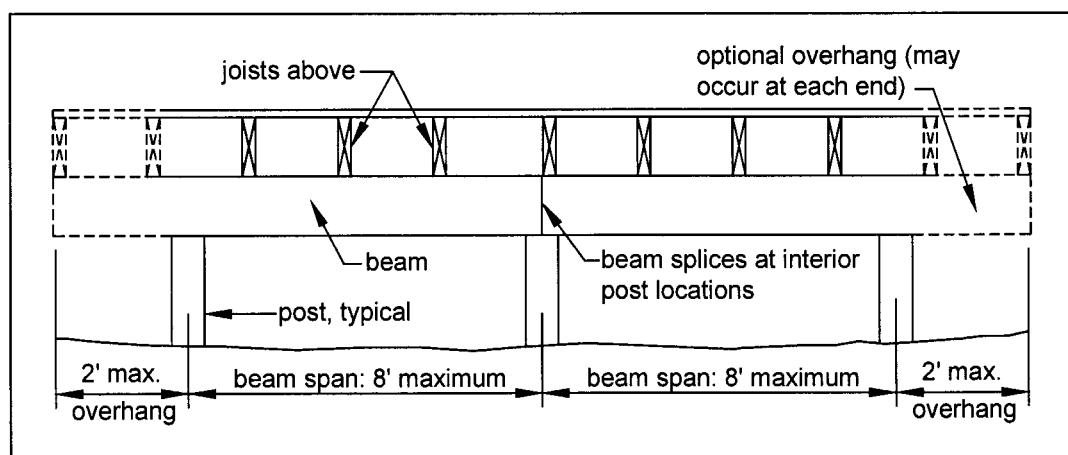 joists above
optional overhang (may
occur at each end)
beam
beam splices at interior
post locations
post, typical
2' max.
overhang
beam span: 8' maximum
beam span: 8' maximum
2' max.
overhang